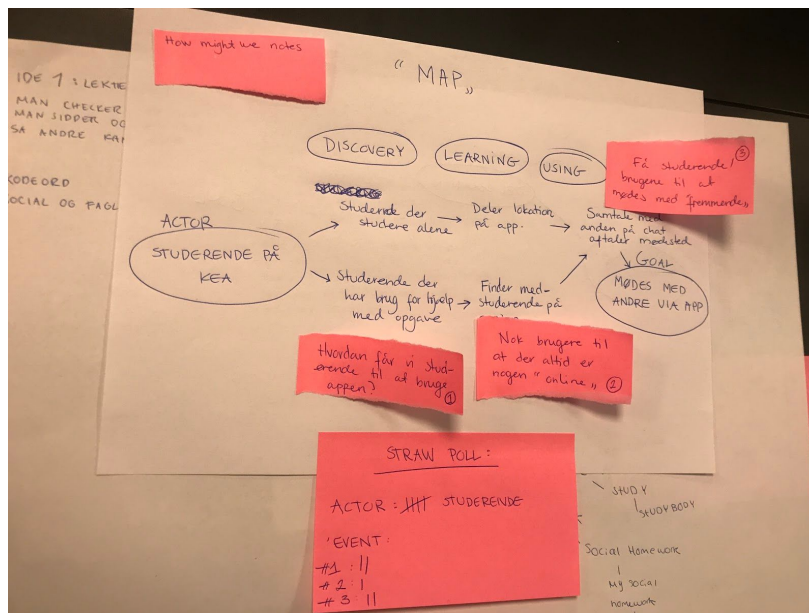 How might we notes
"MAP"
IDE 1: LEKTIE
MAN CHECKER
MAN SIDDER OG
SÅ ANDRE KAN
KODEORD
SOCIAL OG FAGL
DISCOVERY
LEARNING
USING
Få studerende/
brugene til at
mødes med "fremmende"
③
ACTOR
STUDERENDE PÅ
KEA
Studerende der
studere alene
Deler lokation
på app.
Samtale med
anden på chat
aftaler mødested
GOAL
MØDES MED
ANDRE VIA APP
Studerende der
har brug for hjælp
med opgave
Finder med-
studerende på
Hvordan får vi stud-
erende til at bruge
appen?
①
Nok brugere til
at der altid er
nogen "online"
②
STRAW POLL:
ACTOR: STUDERENDE
'EVENT:
#1: ||
#2: |
#3: ||
STUDY
STUDYBODY
Social Homework
My social
homework